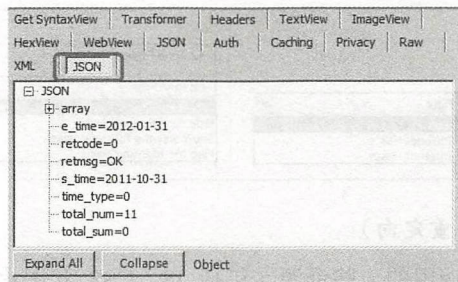 Get SyntaxView Transformer Headers TextView ImageView
HexView WebView JSON Auth Caching Privacy Raw
XML JSON
JSON
array
e_time=2012-01-31
retcode=0
retmsg=OK
s_time=2011-10-31
time_type=0
total_num=11
total_sum=0
Expand All Collapse Object